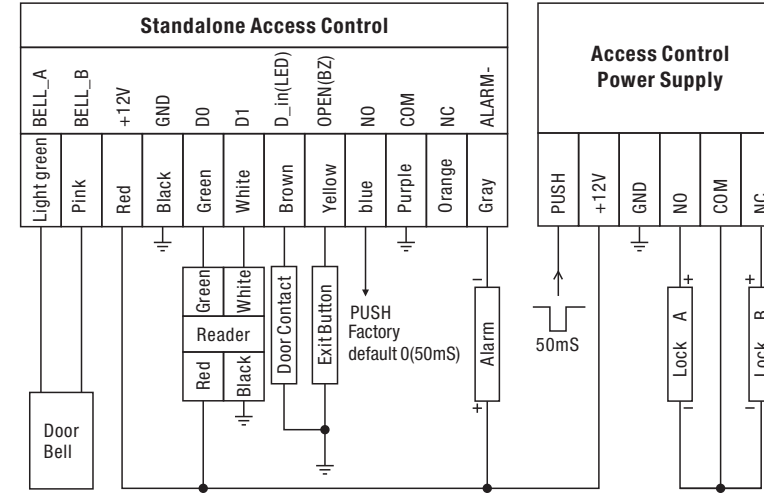 Standalone Access Control
BELL_A
BELL_B
+12V
GND
D0
D1
D_in(LED)
OPEN(BZ)
NO
COM
NC
ALARM-
Light green
Pink
Red
Black
Green
White
Brown
Yellow
blue
Purple
Orange
Gray
Access Control
Power Supply
PUSH
+12V
GND
NO
COM
NC
Green
White
Reader
Red
Black
Door Contact
Exit Button
PUSH
Factory
default 0(50mS)
−
Alarm
+
50mS
+
Lock A
−
+
Lock B
−
Door
Bell